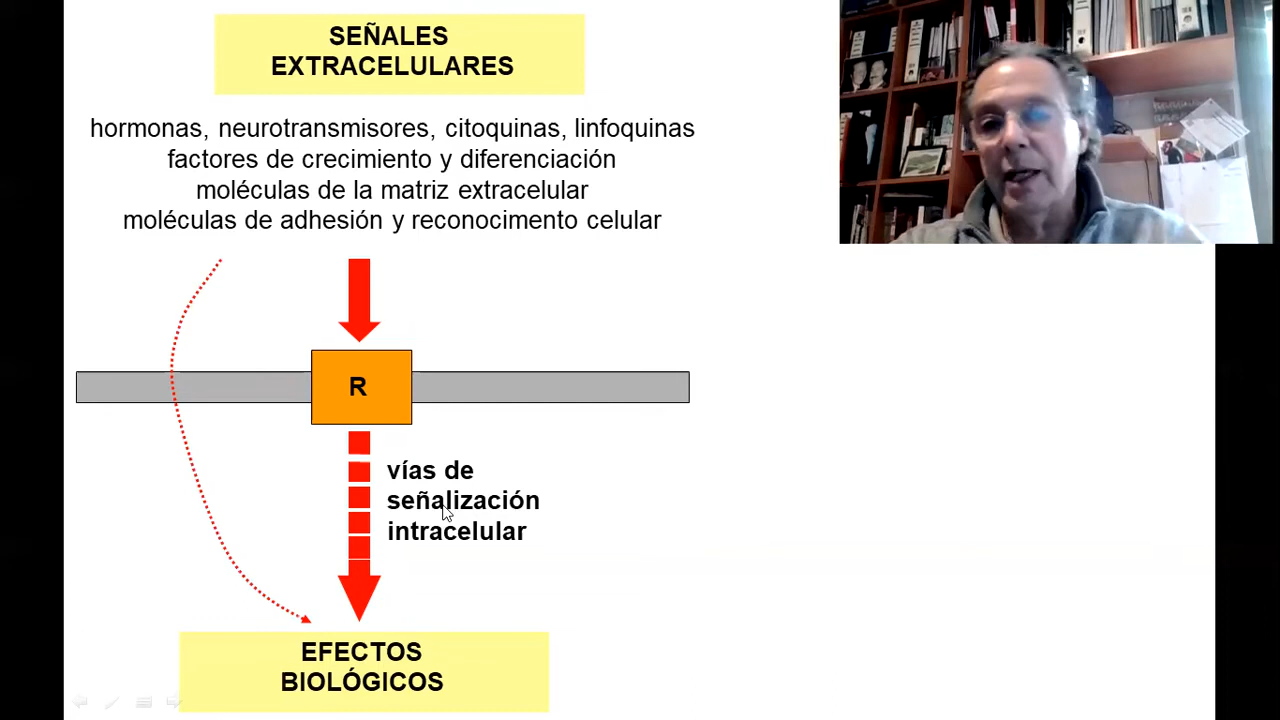 SEÑALES
EXTRACELULARES
hormonas, neurotransmisores, citoquinas, linfoquinas
factores de crecimiento y diferenciación
moléculas de la matriz extracelular
moléculas de adhesión y reconocimento celular
R
vías de
señalización
intracelular
EFECTOS
BIOLÓGICOS